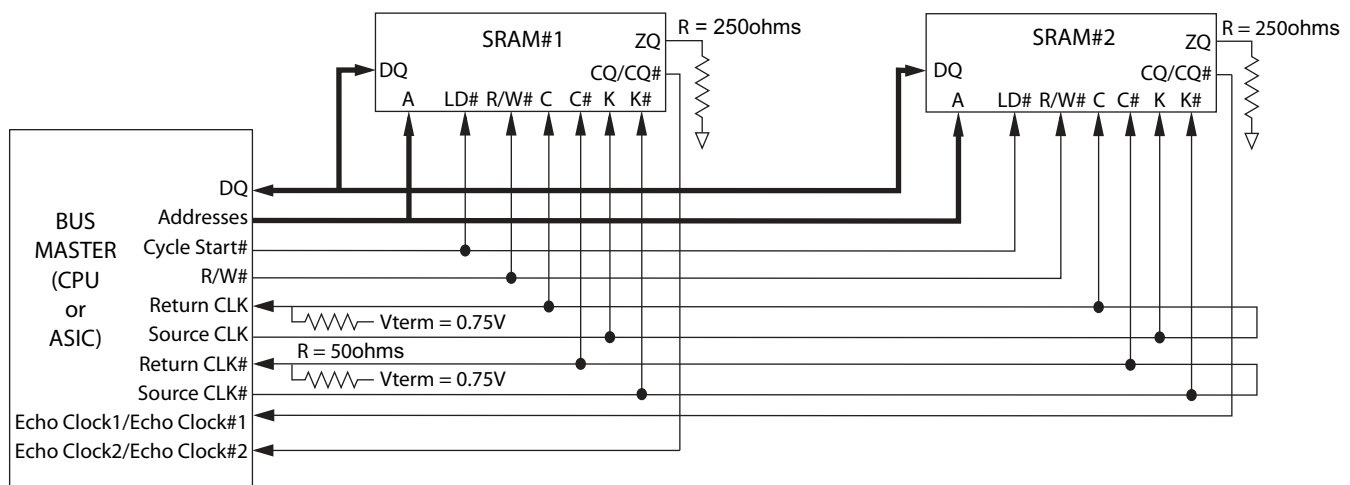 SRAM#1
ZQ
R = 250ohms
DQ
CQ/CQ#
A LD# R/W# C C# K K#
SRAM#2
ZQ
R = 250ohms
DQ
CQ/CQ#
A LD# R/W# C C# K K#
BUS
MASTER
(CPU
or
ASIC)
DQ
Addresses
Cycle Start#
R/W#
Return CLK
Vterm = 0.75V
Source CLK
R = 50ohms
Return CLK#
Vterm = 0.75V
Source CLK#
Echo Clock1/Echo Clock#1
Echo Clock2/Echo Clock#2